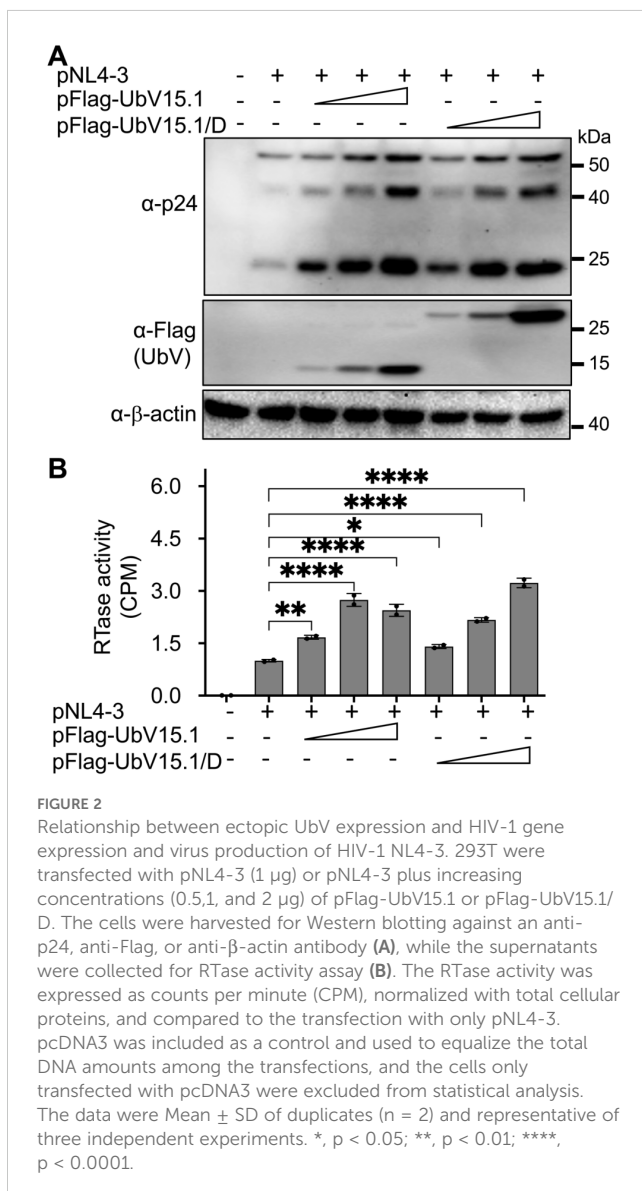 A
pNL4-3 - + + + + + + +
pFlag-UbV15.1 - - - - -
pFlag-UbV15.1/D - - - - -
kDa
50
α-p24
40
25
α-Flag
(UbV)
25
15
α-β-actin
40
B
****
****
*
****
****
**
RTase activity
(CPM)
6.0
4.5
3.0
1.5
0.0
pNL4-3 - + + + + + + +
pFlag-UbV15.1 - - - - -
pFlag-UbV15.1/D - - - - -
FIGURE 2
Relationship between ectopic UbV expression and HIV-1 gene
expression and virus production of HIV-1 NL4-3. 293T were
transfected with pNL4-3 (1 µg) or pNL4-3 plus increasing
concentrations (0.5,1, and 2 µg) of pFlag-UbV15.1 or pFlag-UbV15.1/
D. The cells were harvested for Western blotting against an anti-
p24, anti-Flag, or anti-β-actin antibody (A), while the supernatants
were collected for RTase activity assay (B). The RTase activity was
expressed as counts per minute (CPM), normalized with total cellular
proteins, and compared to the transfection with only pNL4-3.
pcDNA3 was included as a control and used to equalize the total
DNA amounts among the transfections, and the cells only
transfected with pcDNA3 were excluded from statistical analysis.
The data were Mean ± SD of duplicates (n = 2) and representative of
three independent experiments. *, p < 0.05; **, p < 0.01; ****,
p < 0.0001.